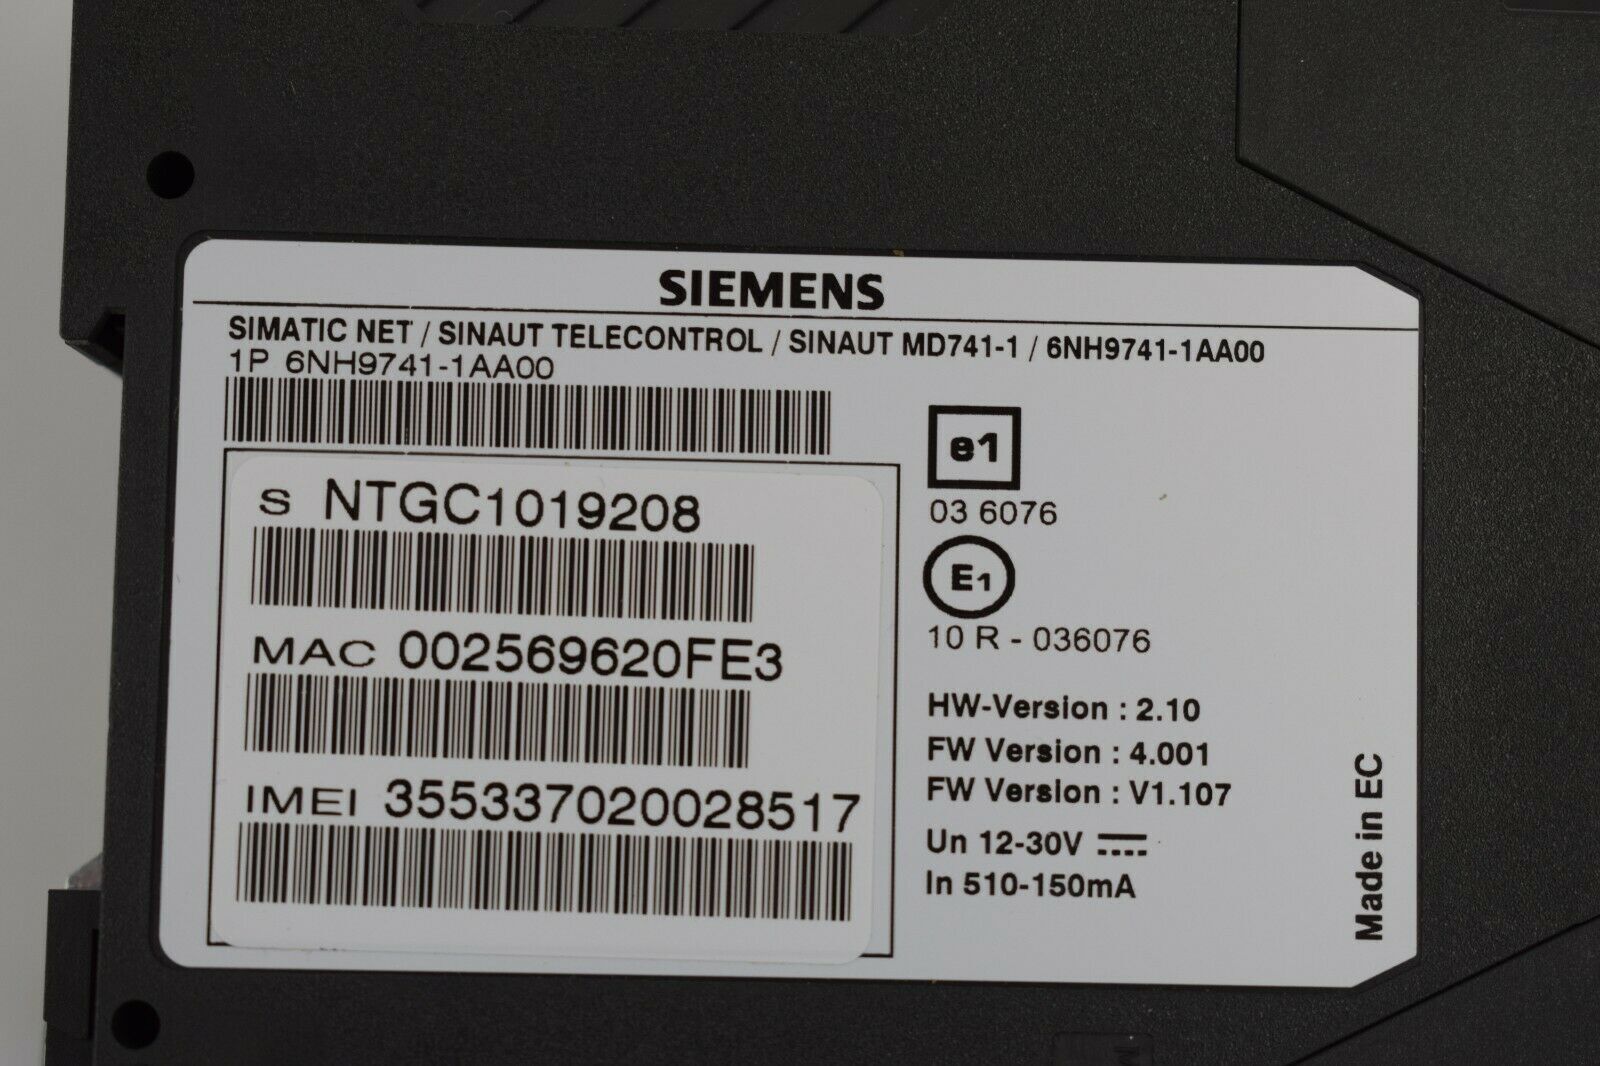 SIEMENS
SIMATIC NET / SINAUT TELECONTROL / SINAUT MD741-1 / 6NH9741-1AA00
1P 6NH9741-1AA00
S NTGC1019208
MAC 002569620FE3
IMEI 355337020028517
e1
03 6076
E1
10 R - 036076
HW-Version : 2.10
FW Version : 4.001
FW Version : V1.107
Un 12-30V
In 510-150mA
Made in EC